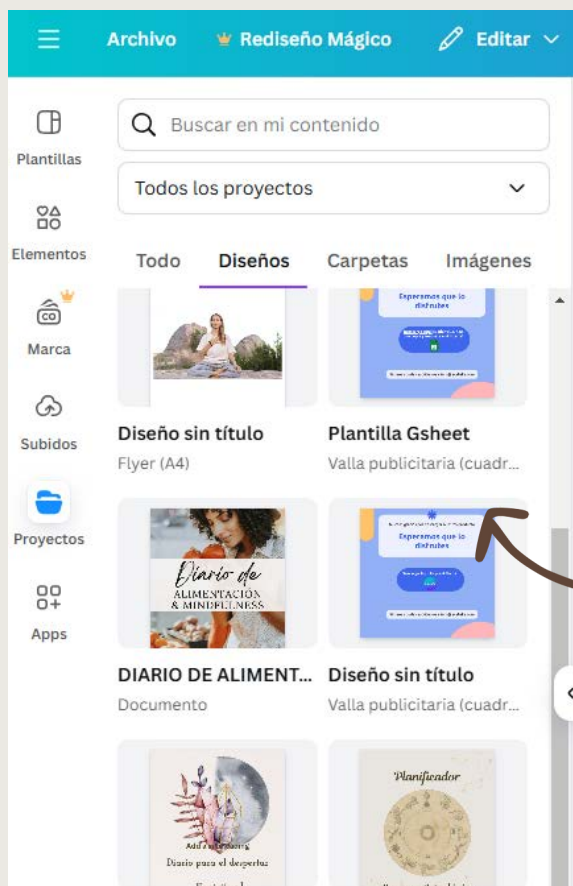 Archivo
Rediseño Mágico
Editar
Plantillas
Elementos
Marca
Subidos
Proyectos
Apps
Buscar en mi contenido
Todos los proyectos
Todo Diseños Carpetas Imágenes
Esperamos que lo
disfrutes
Diseño sin título
Flyer (A4)
Plantilla Gsheet
Valla publicitaria (cuadr...
Diario de
ALIMENTACIÓN
& MINDFULNESS
Esperamos que lo
disfrutes
DIARIO DE ALIMENT...
Documento
Diseño sin título
Valla publicitaria (cuadr...
Diario para el despertar
Planificador